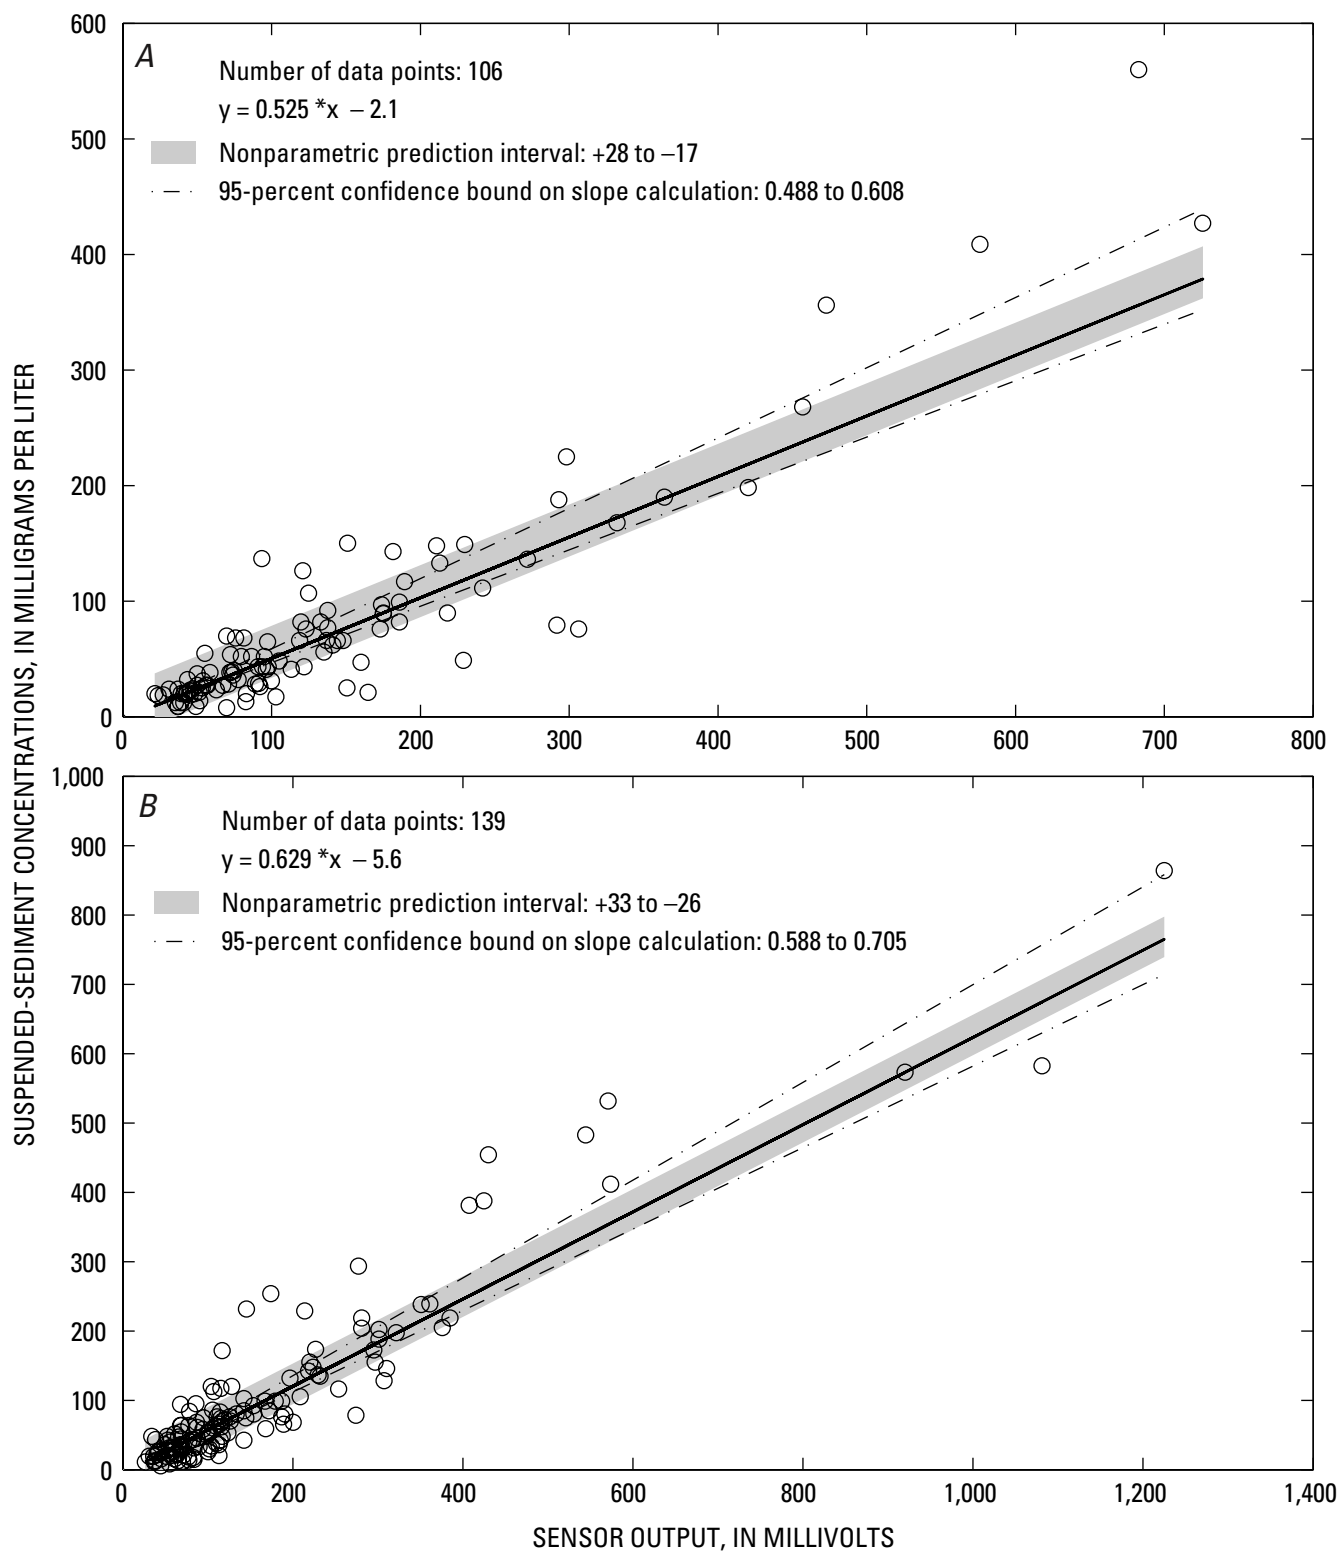 SUSPENDED-SEDIMENT CONCENTRATIONS, IN MILLIGRAMS PER LITER
A
Number of data points: 106
y = 0.525 *x – 2.1
Nonparametric prediction interval: +28 to –17
95-percent confidence bound on slope calculation: 0.488 to 0.608
600
500
400
300
200
100
0
0 100 200 300 400 500 600 700 800
B
Number of data points: 139
y = 0.629 *x – 5.6
Nonparametric prediction interval: +33 to –26
95-percent confidence bound on slope calculation: 0.588 to 0.705
1,000
900
800
700
600
500
400
300
200
100
0
0 200 400 600 800 1,000 1,200 1,400
SENSOR OUTPUT, IN MILLIVOLTS